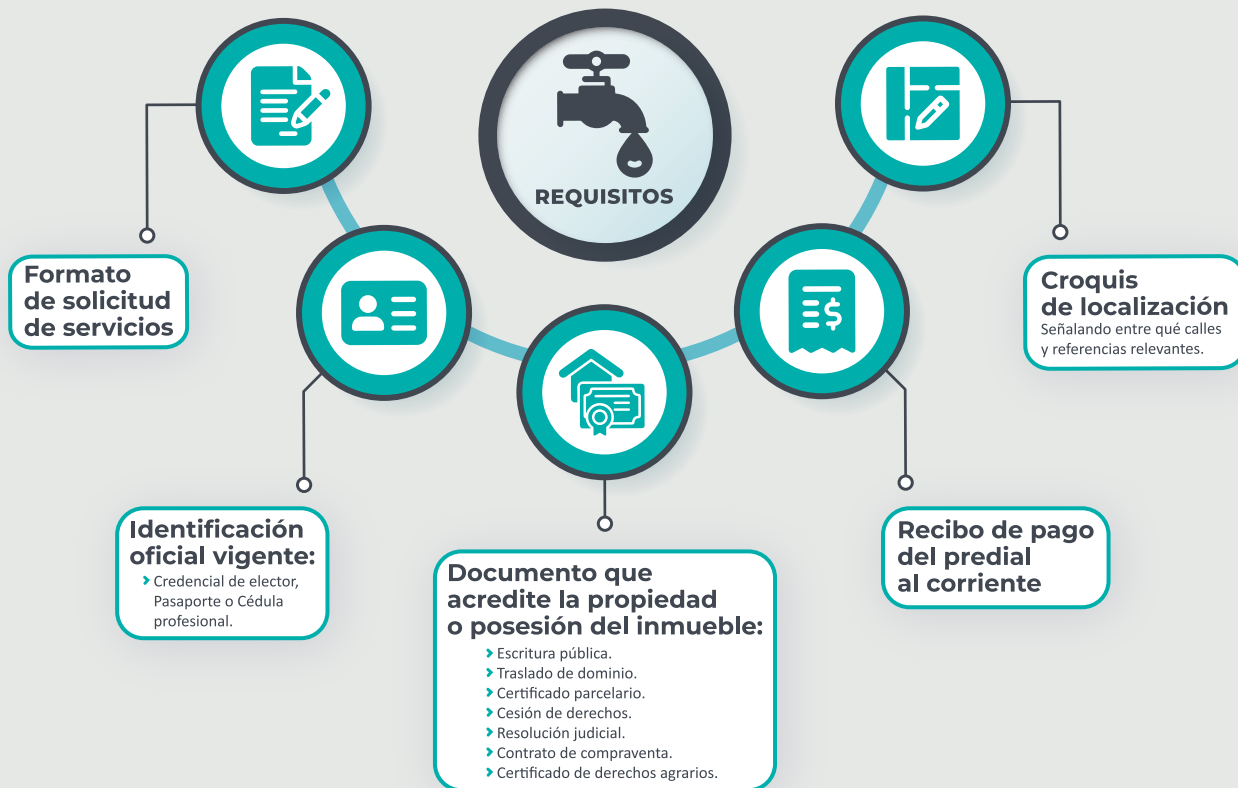 REQUISITOS
Formato
de solicitud
de servicios
Identificación
oficial vigente:
Credencial de elector,
Pasaporte o Cédula
profesional.
Documento que
acredite la propiedad
o posesión del inmueble:
Escritura pública.
Traslado de dominio.
Certificado parcelario.
Cesión de derechos.
Resolución judicial.
Contrato de compraventa.
Certificado de derechos agrarios.
Recibo de pago
del predial
al corriente
Croquis
de localización
Señalando entre qué calles
y referencias relevantes.